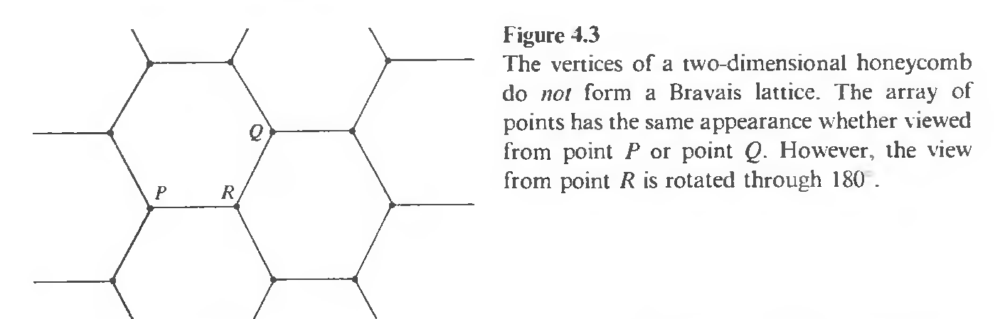 Figure 4.3
The vertices of a two-dimensional honeycomb
do not form a Bravais lattice. The array of
points has the same appearance whether viewed
from point P or point Q. However, the view
from point R is rotated through 180°.
Q
P
R